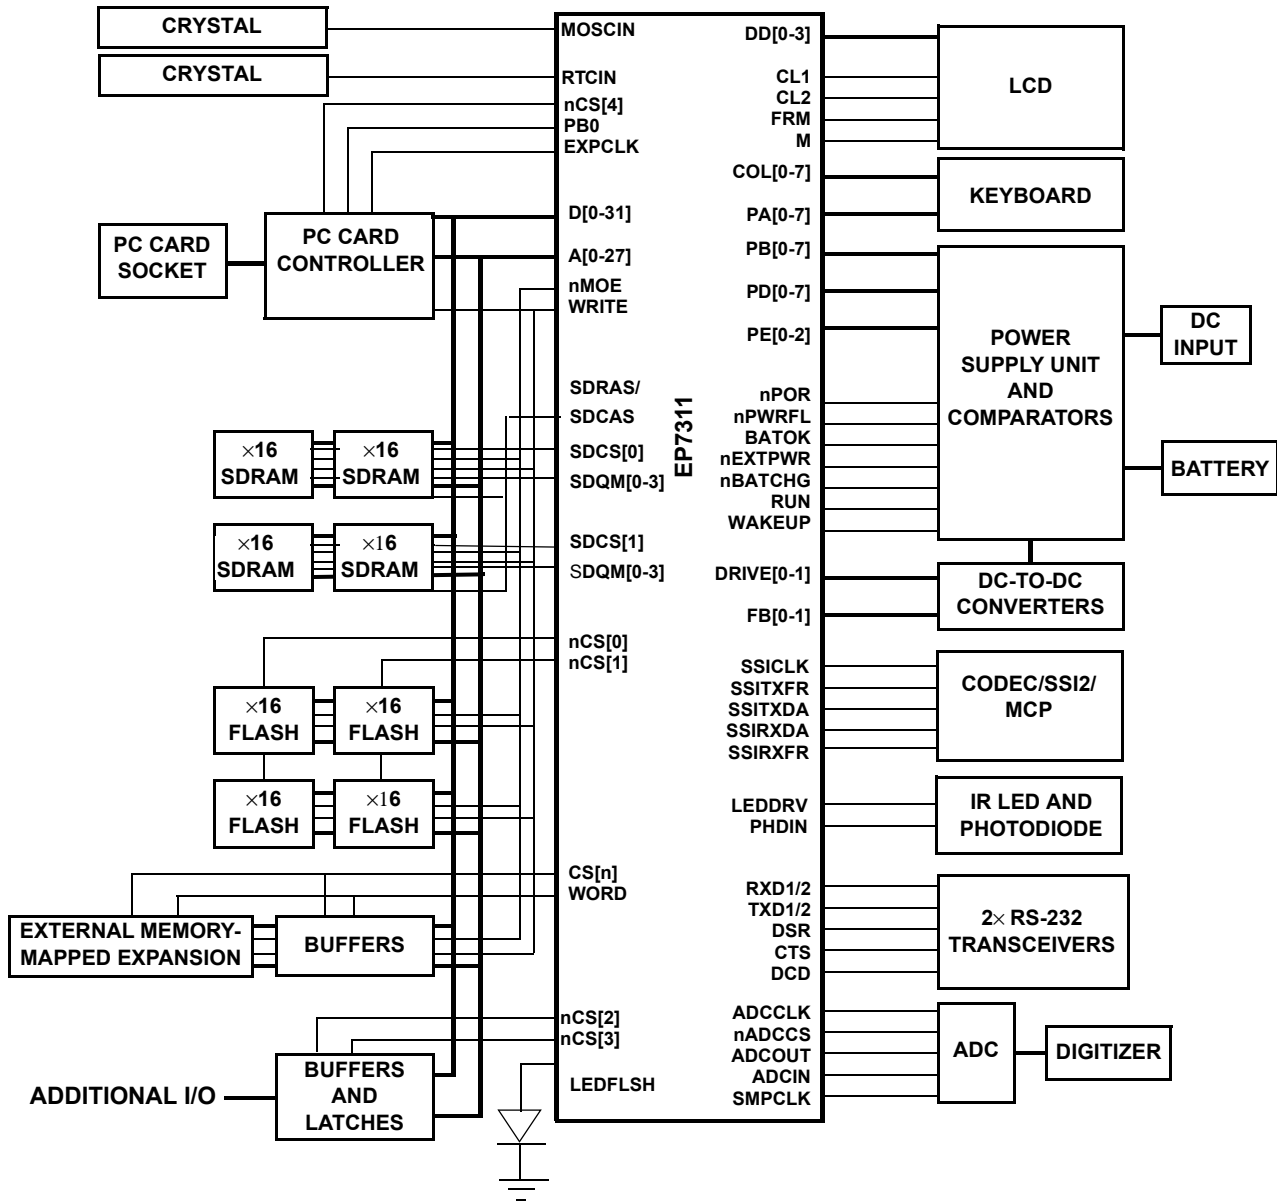 CRYSTAL
CRYSTAL
PC CARD
SOCKET
PC CARD
CONTROLLER
×16
SDRAM
×16
SDRAM
×16
SDRAM
×16
SDRAM
×16
FLASH
×16
FLASH
×16
FLASH
×16
FLASH
EXTERNAL MEMORY-
MAPPED EXPANSION
BUFFERS
ADDITIONAL I/O
BUFFERS
AND
LATCHES
MOSCIN
RTCIN
nCS[4]
PB0
EXPCLK
D[0-31]
A[0-27]
nMOE
WRITE
SDRAS/
SDCAS
SDCS[0]
SDQM[0-3]
SDCS[1]
SDQM[0-3]
nCS[0]
nCS[1]
CS[n]
WORD
nCS[2]
nCS[3]
LEDFLSH
EP7311
DD[0-3]
CL1
CL2
FRM
M
COL[0-7]
PA[0-7]
PB[0-7]
PD[0-7]
PE[0-2]
nPOR
nPWRFL
BATOK
nEXTPWR
nBATCHG
RUN
WAKEUP
DRIVE[0-1]
FB[0-1]
SSICLK
SSITXFR
SSITXDA
SSIRXDA
SSIRXFR
LEDDRV
PHDIN
RXD1/2
TXD1/2
DSR
CTS
DCD
ADCCLK
nADCCS
ADCOUT
ADCIN
SMPCLK
LCD
KEYBOARD
POWER
SUPPLY UNIT
AND
COMPARATORS
DC
INPUT
BATTERY
DC-TO-DC
CONVERTERS
CODEC/SSI2/
MCP
IR LED AND
PHOTODIODE
2× RS-232
TRANSCEIVERS
ADC
DIGITIZER